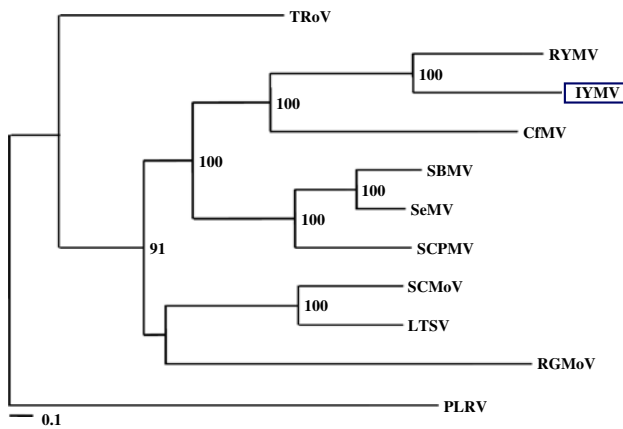 TRoV
RYMV
100
IYMV
100
CfMV
100
SBMV
100
SeMV
100
91
SCPMV
SCMoV
100
LTSV
RGMoV
PLRV
0.1